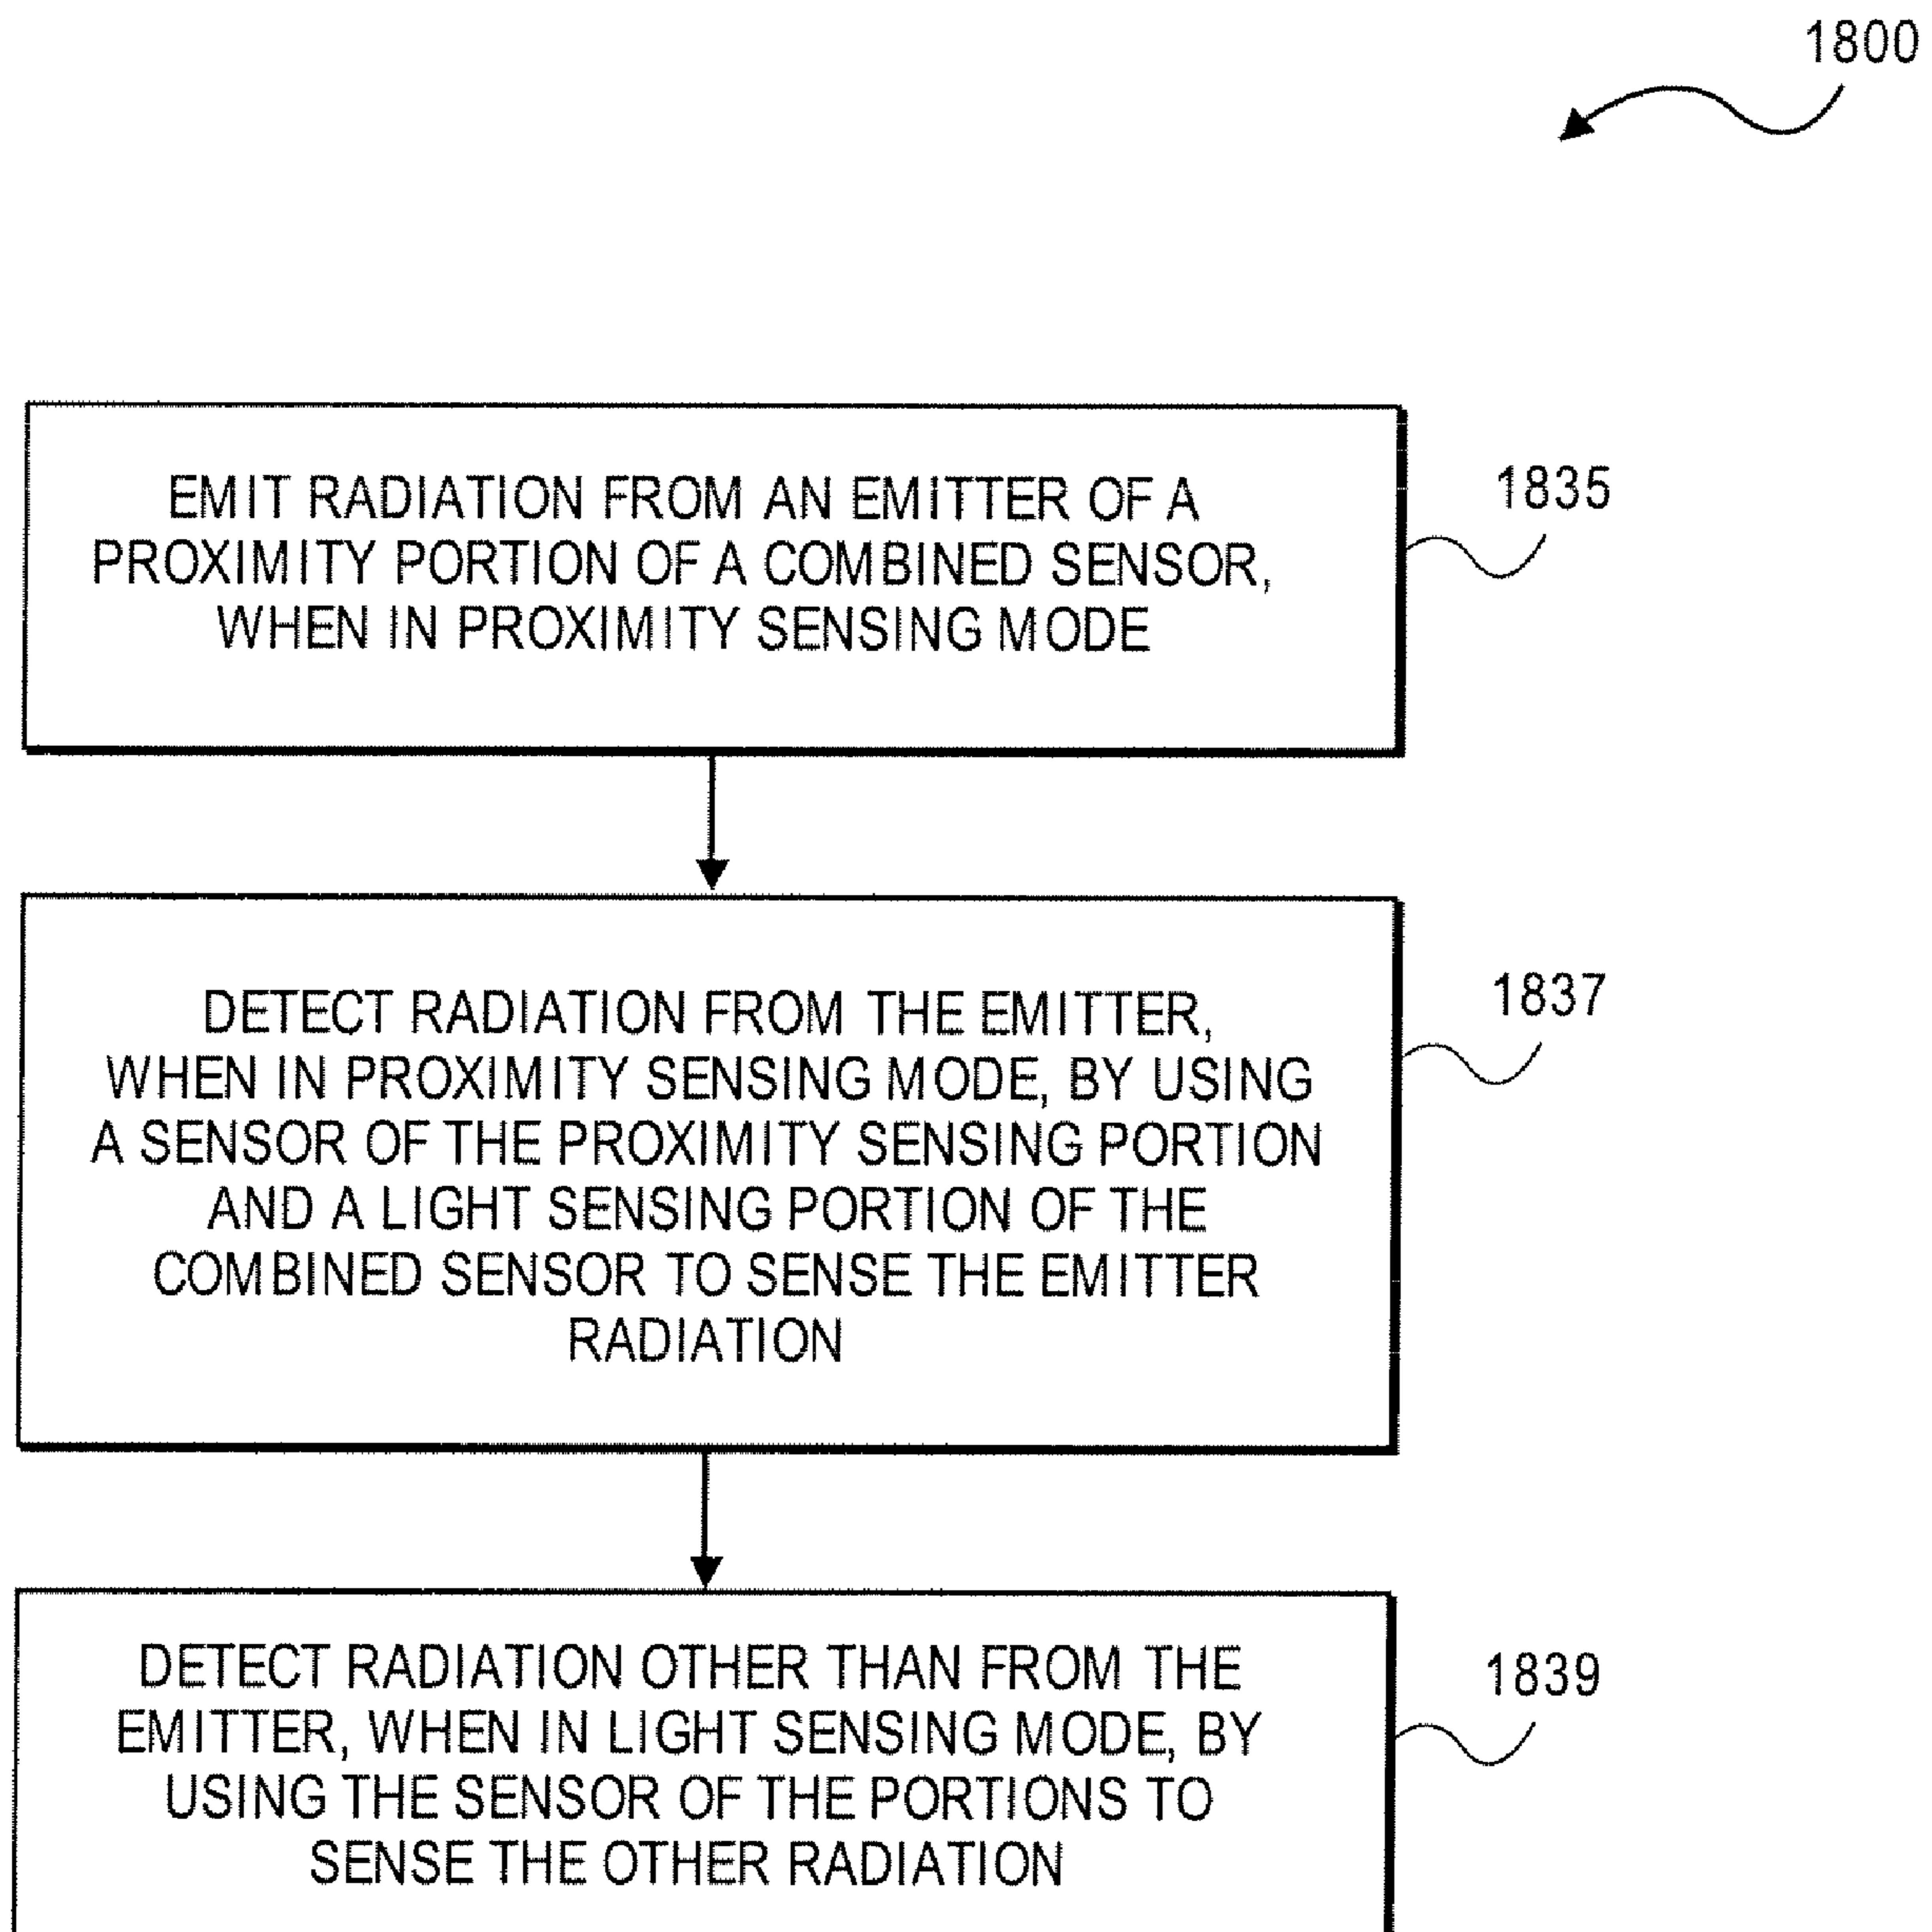 1800
EMIT RADIATION FROM AN EMITTER OF A
PROXIMITY PORTION OF A COMBINED SENSOR,
WHEN IN PROXIMITY SENSING MODE
1835
DETECT RADIATION FROM THE EMITTER,
WHEN IN PROXIMITY SENSING MODE, BY USING
A SENSOR OF THE PROXIMITY SENSING PORTION
AND A LIGHT SENSING PORTION OF THE
COMBINED SENSOR TO SENSE THE EMITTER
RADIATION
1837
DETECT RADIATION OTHER THAN FROM THE
EMITTER, WHEN IN LIGHT SENSING MODE, BY
USING THE SENSOR OF THE PORTIONS TO
SENSE THE OTHER RADIATION
1839